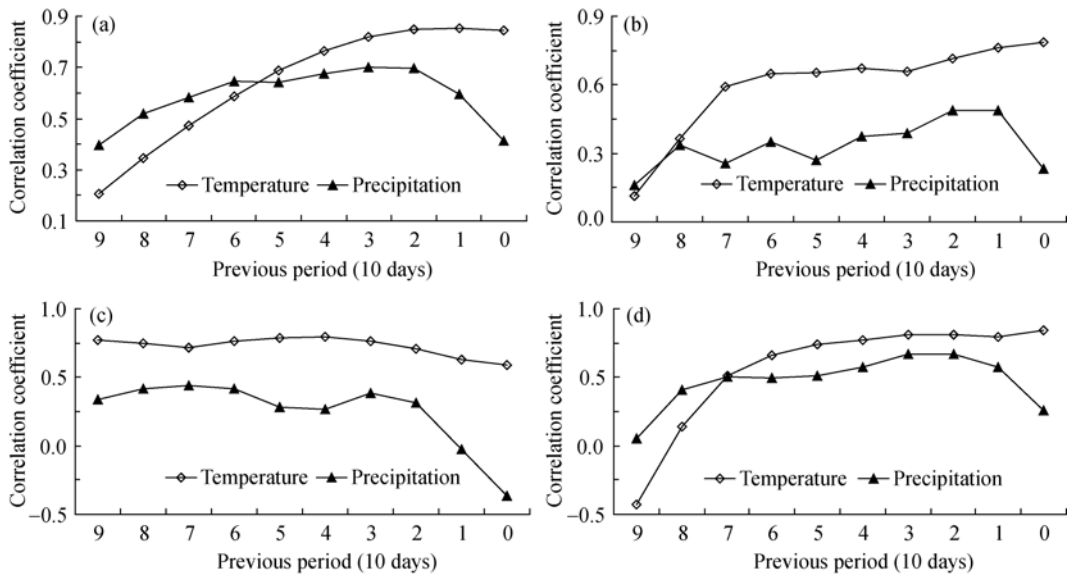 (a)
Correlation coefficient
0.9
0.7
0.5
0.3
0.1
Temperature Precipitation
9 8 7 6 5 4 3 2 1 0
Previous period (10 days)
(b)
Correlation coefficient
0.9
0.6
0.3
0.0
Temperature Precipitation
9 8 7 6 5 4 3 2 1 0
Previous period (10 days)
(c)
Correlation coefficient
1.0
0.5
0.0
–0.5
Temperature Precipitation
9 8 7 6 5 4 3 2 1 0
Previous period (10 days)
(d)
Correlation coefficient
1.0
0.5
0.0
–0.5
Temperature Precipitation
9 8 7 6 5 4 3 2 1 0
Previous period (10 days)